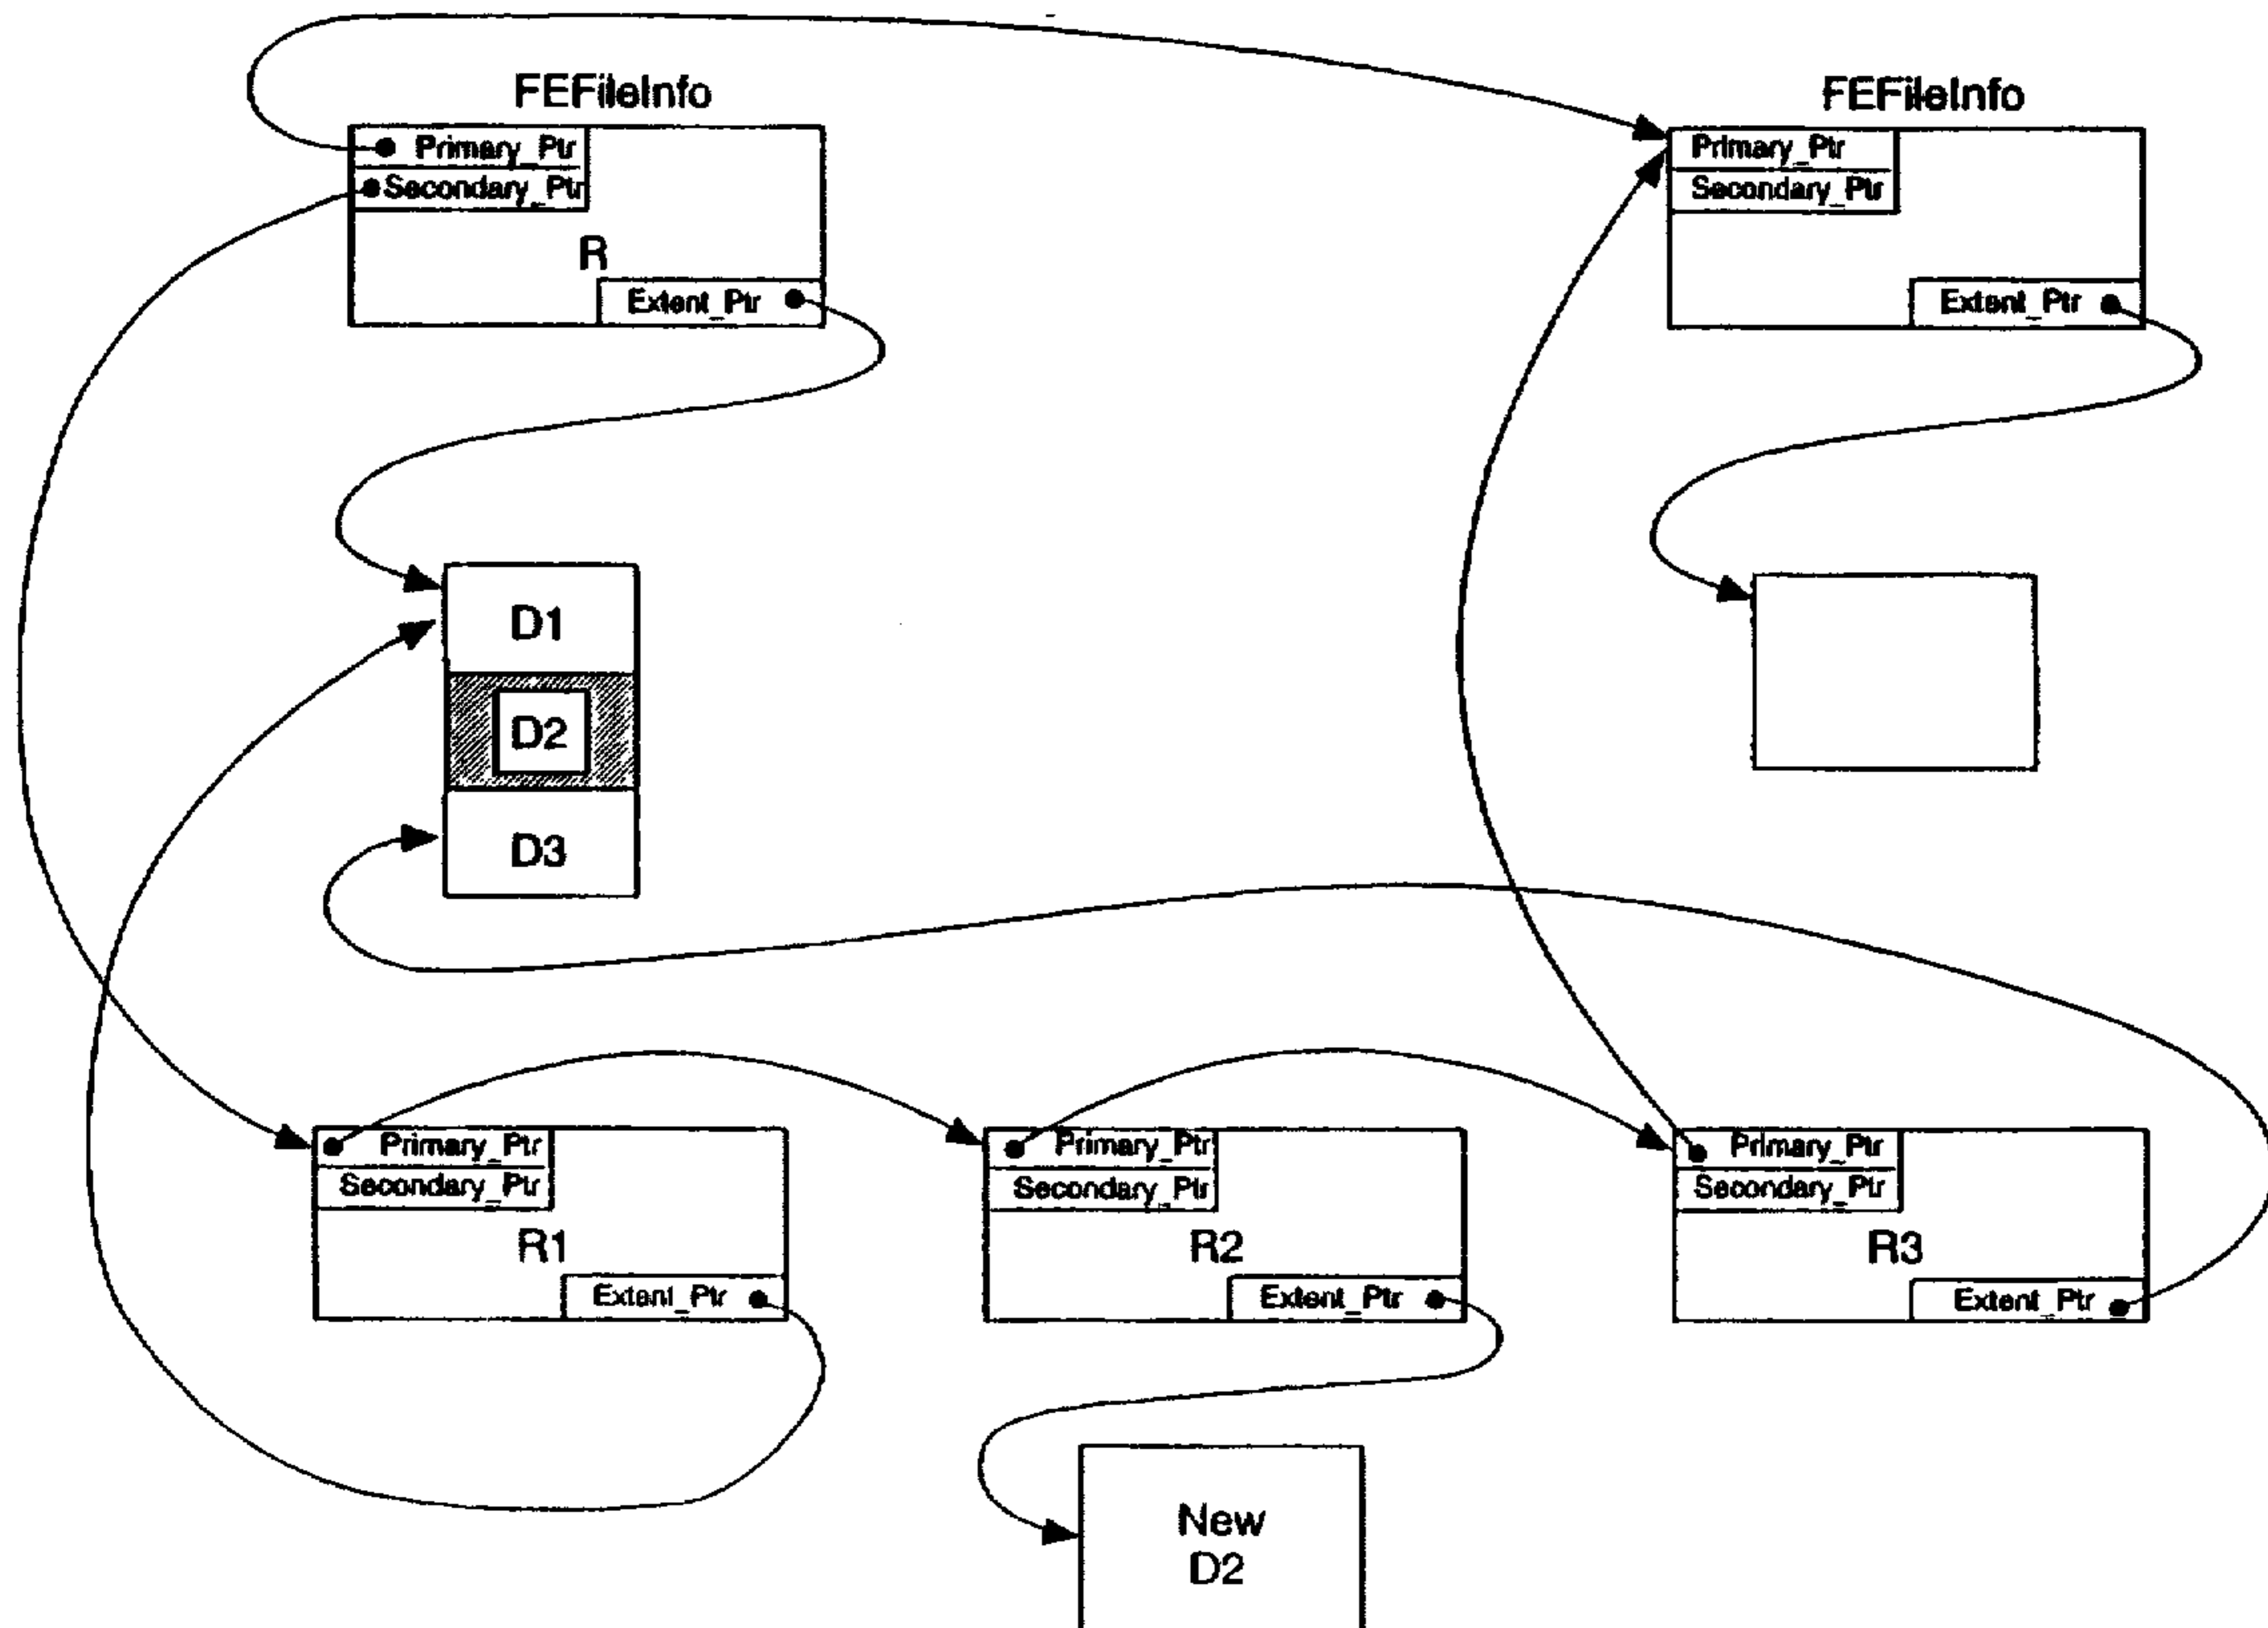 FEFileInfo
Primary_Ptr
Secondary_Ptr
R
Extent_Ptr
FEFileInfo
Primary_Ptr
Secondary_Ptr
Extent_Ptr
D1
D2
D3
Primary_Ptr
Secondary_Ptr
R1
Extent_Ptr
Primary_Ptr
Secondary_Ptr
R2
Extent_Ptr
Primary_Ptr
Secondary_Ptr
R3
Extent_Ptr
New
D2